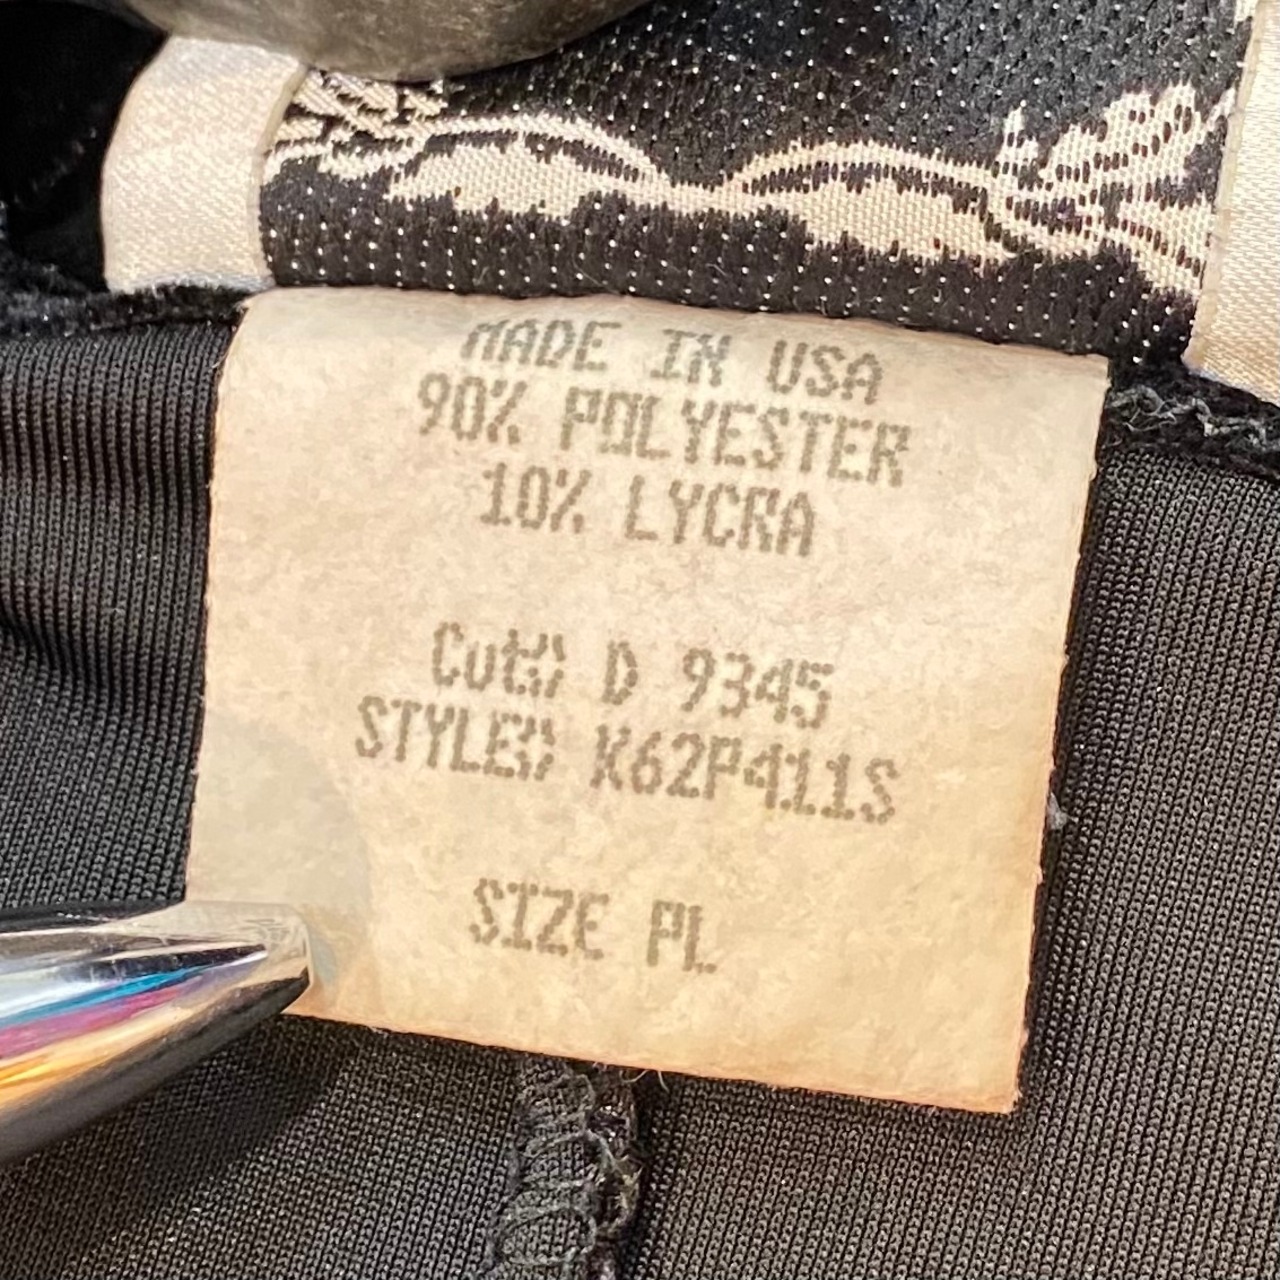 MADE IN USA
90% POLYESTER
10% LYCRA
Cut# D 9345
STYLE# K62P411S
SIZE PL